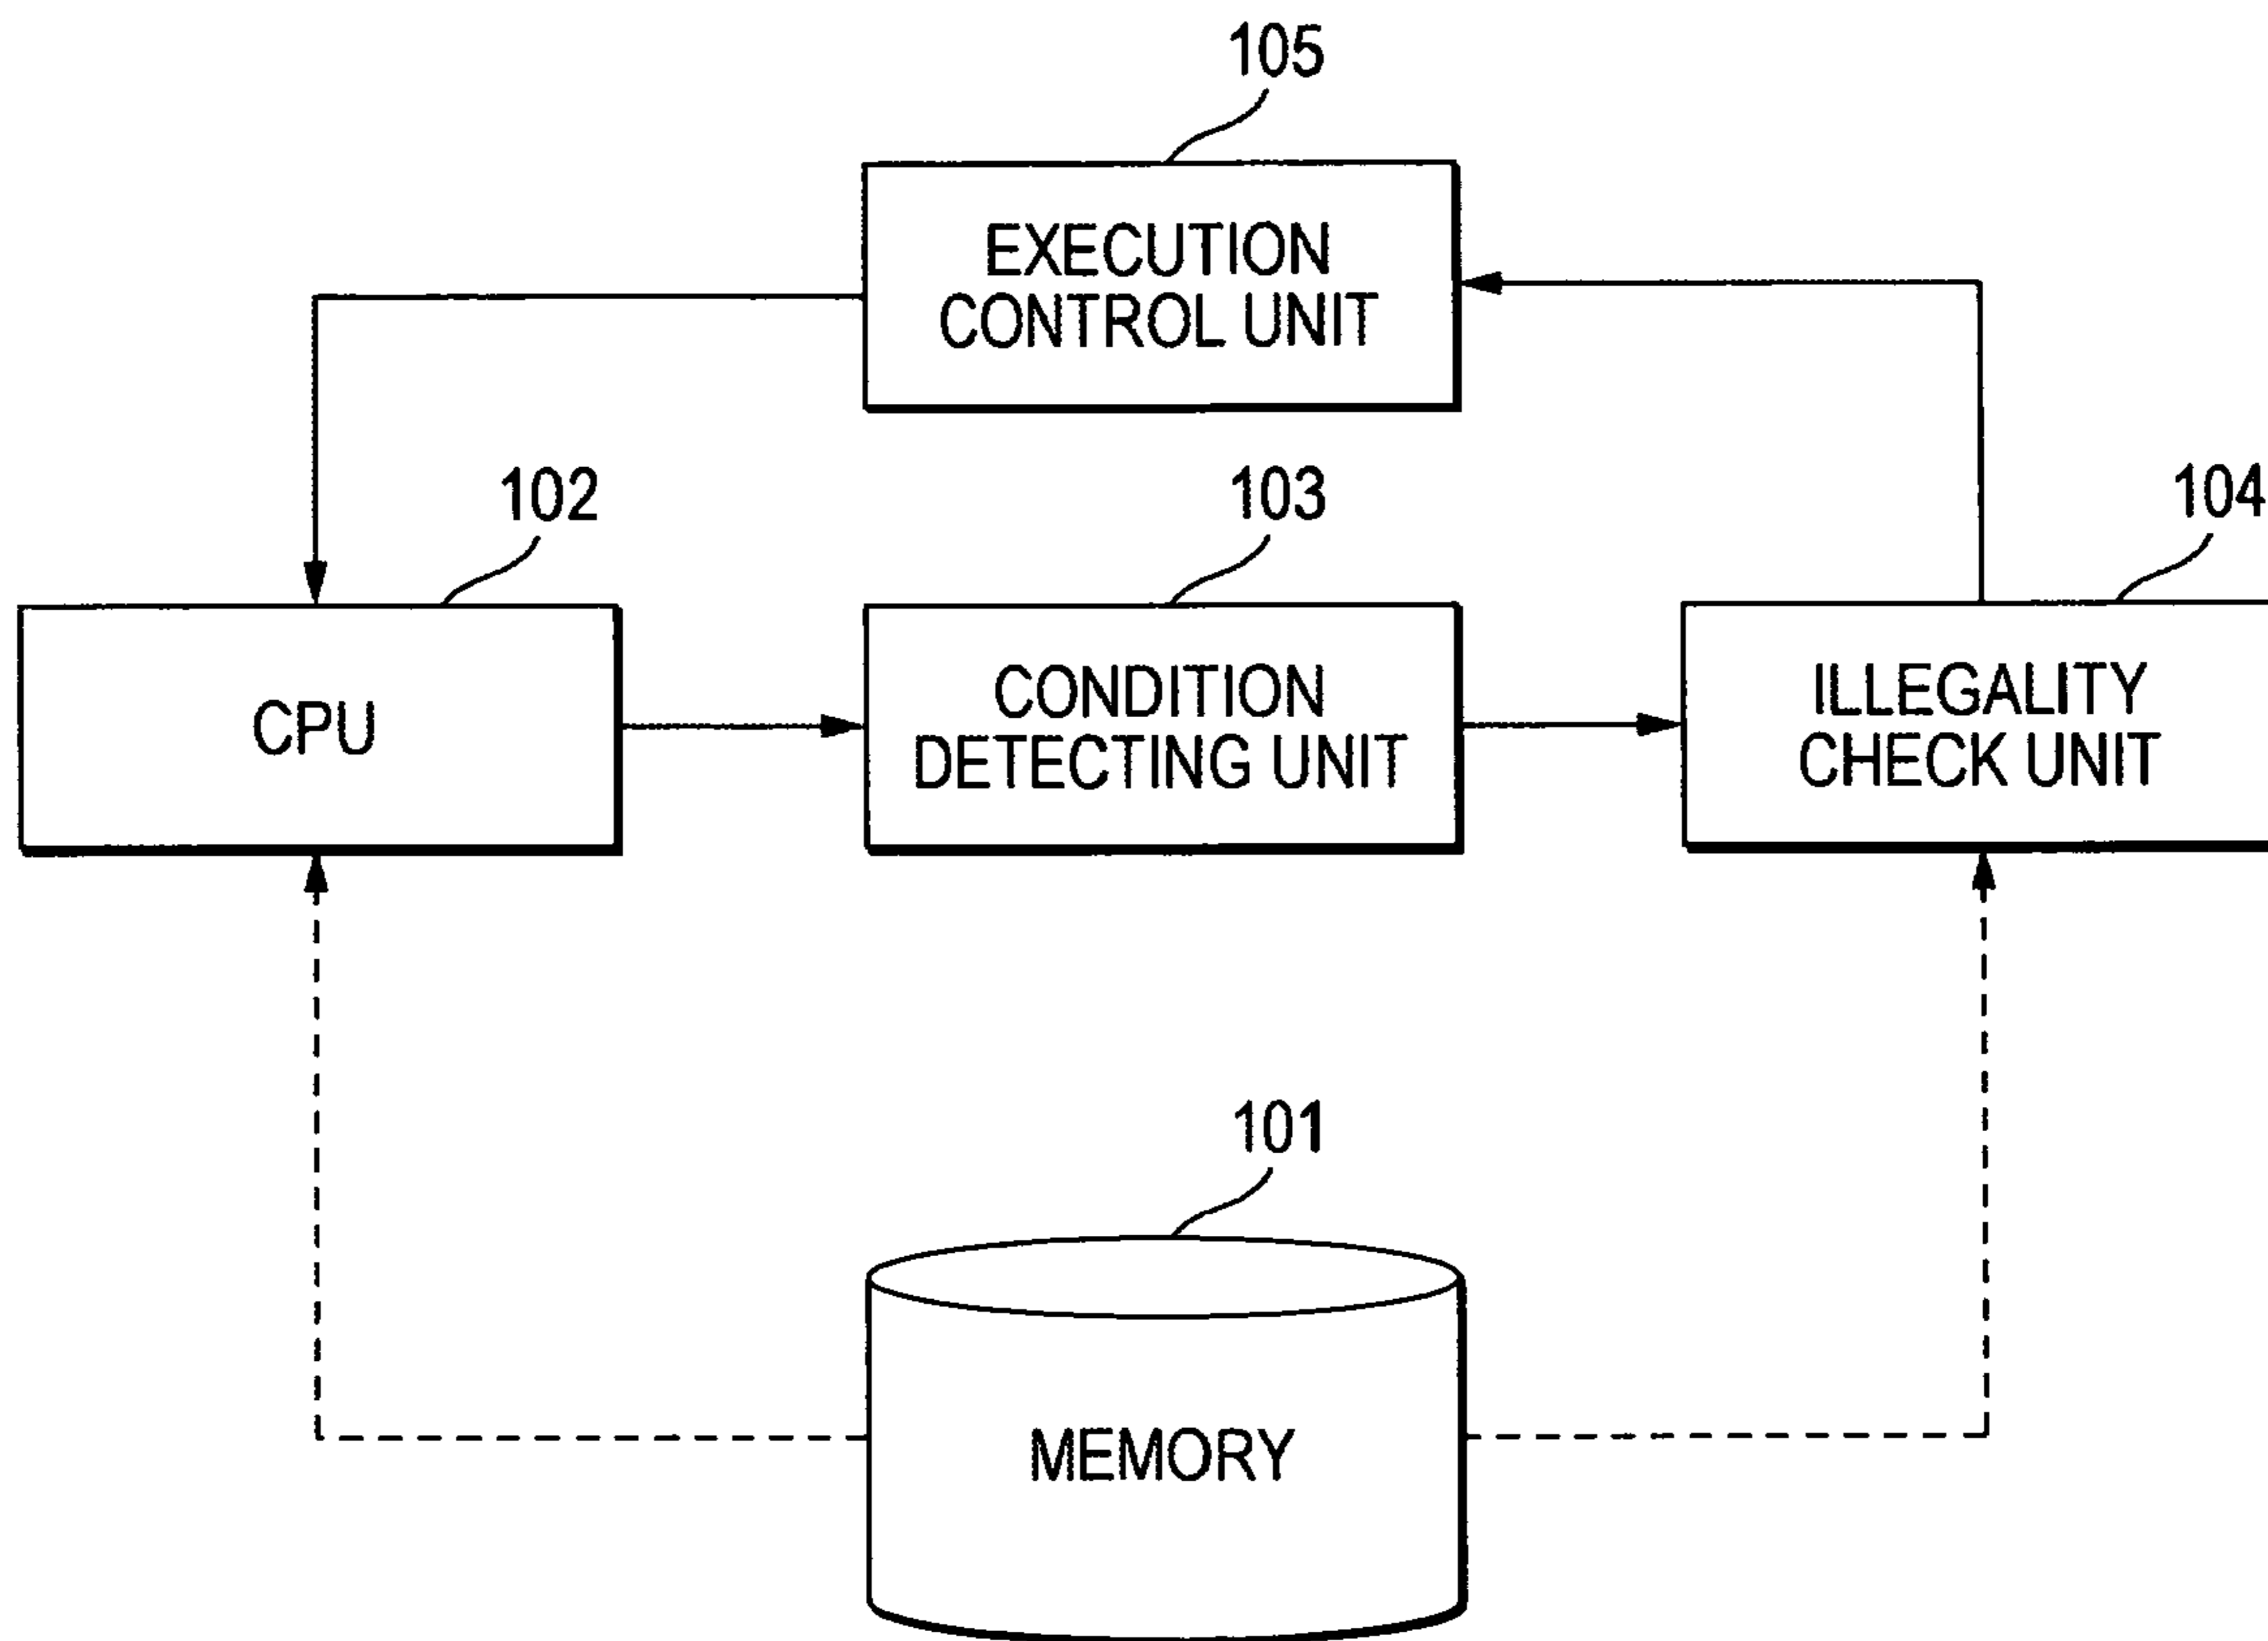 105
EXECUTION
CONTROL UNIT
102
103
104
CPU
CONDITION
DETECTING UNIT
ILLEGALITY
CHECK UNIT
101
MEMORY